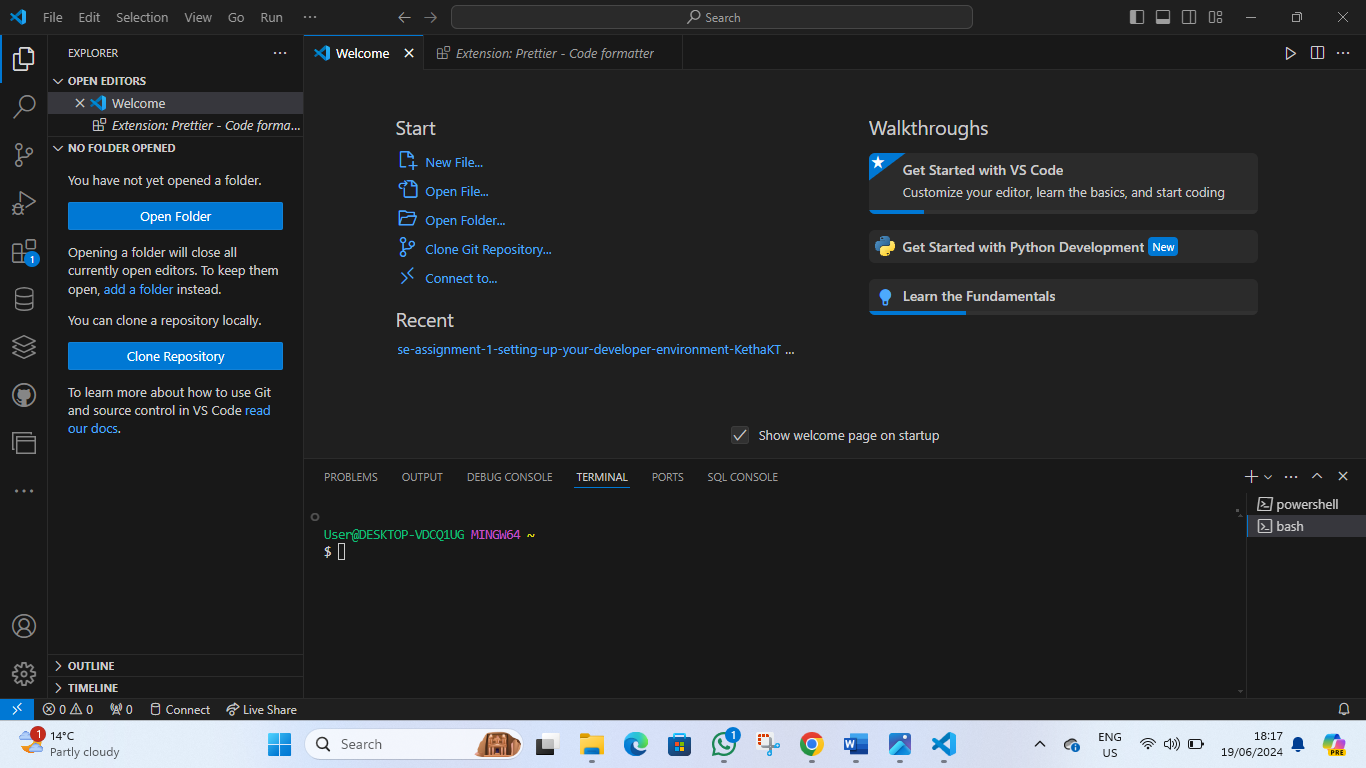 File Edit Selection View Go Run ···
Search
EXPLORER ···
OPEN EDITORS
Welcome
Extension: Prettier - Code forma...
NO FOLDER OPENED
You have not yet opened a folder.
Open Folder
Opening a folder will close all
currently open editors. To keep them
open, add a folder instead.
You can clone a repository locally.
Clone Repository
To learn more about how to use Git
and source control in VS Code read
our docs.
OUTLINE
TIMELINE
1
Welcome
Extension: Prettier - Code formatter
Start
New File...
Open File...
Open Folder...
Clone Git Repository...
Connect to...
Recent
se-assignment-1-setting-up-your-developer-environment-KethaKT ...
Walkthroughs
Get Started with VS Code
Customize your editor, learn the basics, and start coding
Get Started with Python Development New
Learn the Fundamentals
Show welcome page on startup
PROBLEMS OUTPUT DEBUG CONSOLE TERMINAL PORTS SQL CONSOLE
User@DESKTOP-VDCQ1UG MINGW64 ~
$
powershell
bash
0 0 0 Connect Live Share
1
14°C
Partly cloudy
Search
1
ENG
US
18:17
19/06/2024
PRE